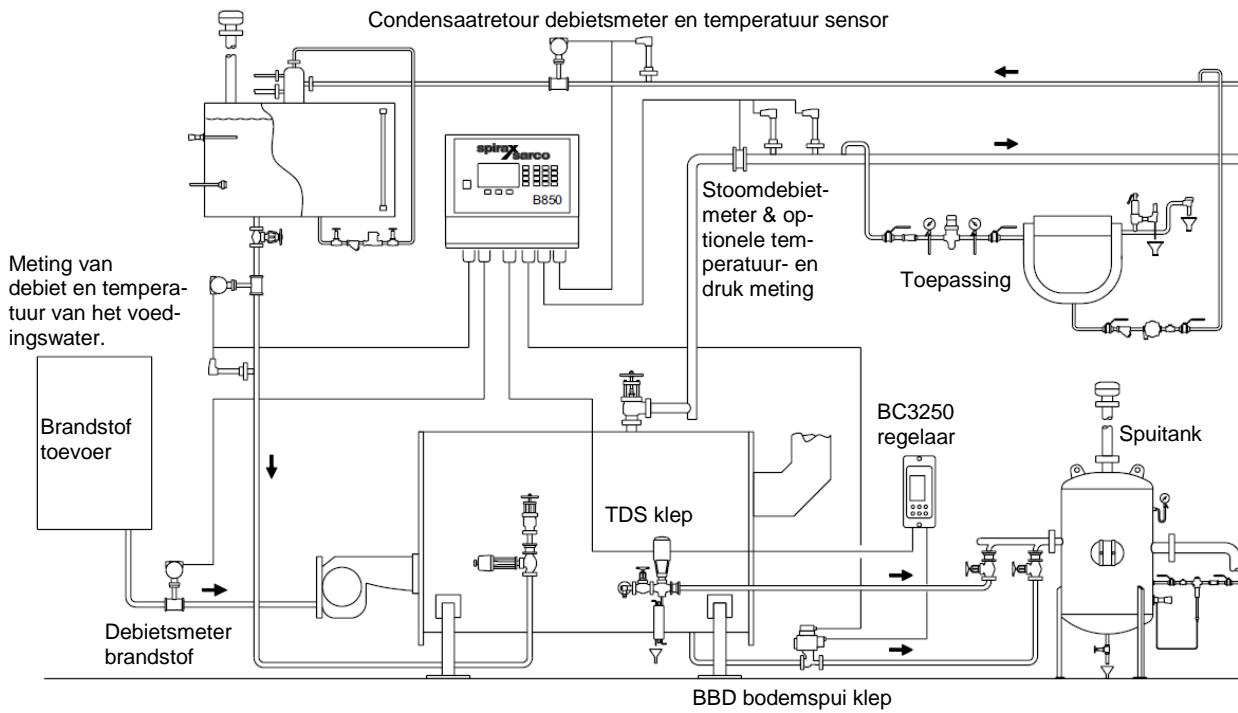 Condensaatretour debietsmeter en temperatuur sensor
spirax
sarco
B850
Stoomdebiet-
meter & op-
tionele tem-
peratuur- en
druk meting
Toepassing
Meting van
debiet en tempera-
tuur van het voed-
ingswater.
Brandstof
toevoer
BC3250
regelaar
Spuitank
TDS klep
Debietsmeter
brandstof
BBD bodemspui klep